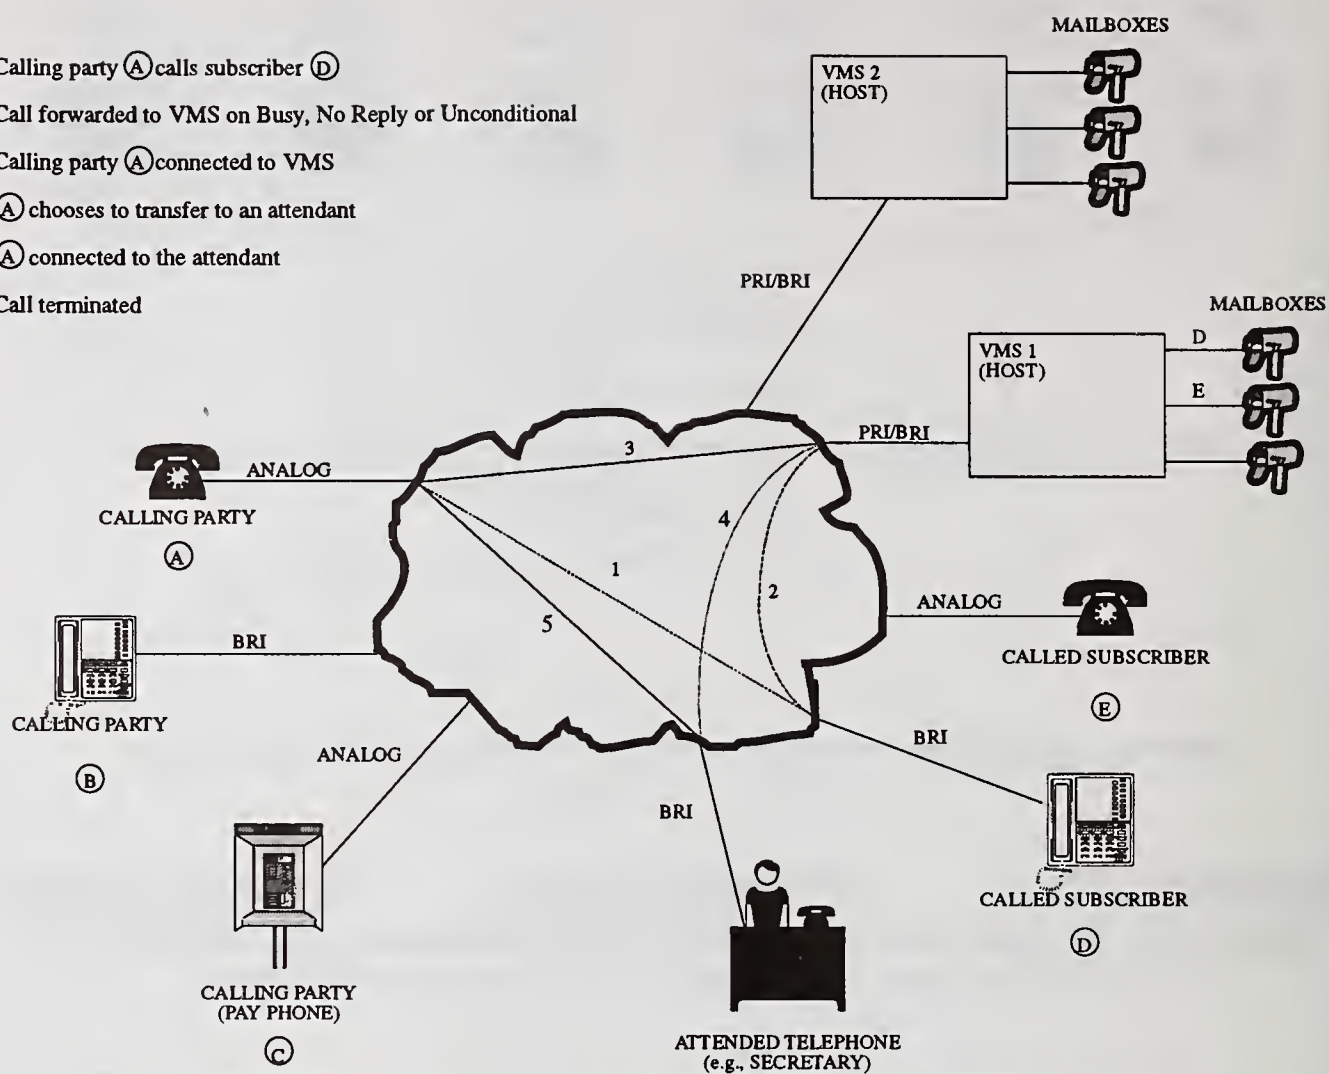 Calling party Ⓐ calls subscriber Ⓓ
Call forwarded to VMS on Busy, No Reply or Unconditional
Calling party Ⓐ connected to VMS
Ⓐ chooses to transfer to an attendant
Ⓐ connected to the attendant
Call terminated
MAILBOXES
VMS 2
(HOST)
PRI/BRI
MAILBOXES
VMS 1
(HOST)
D
E
PRI/BRI
3
ANALOG
CALLING PARTY
Ⓐ
4
1
2
5
ANALOG
CALLED SUBSCRIBER
Ⓔ
BRI
CALLING PARTY
Ⓑ
ANALOG
BRI
BRI
CALLED SUBSCRIBER
Ⓓ
CALLING PARTY
(PAY PHONE)
Ⓒ
ATTENDED TELEPHONE
(e.g., SECRETARY)